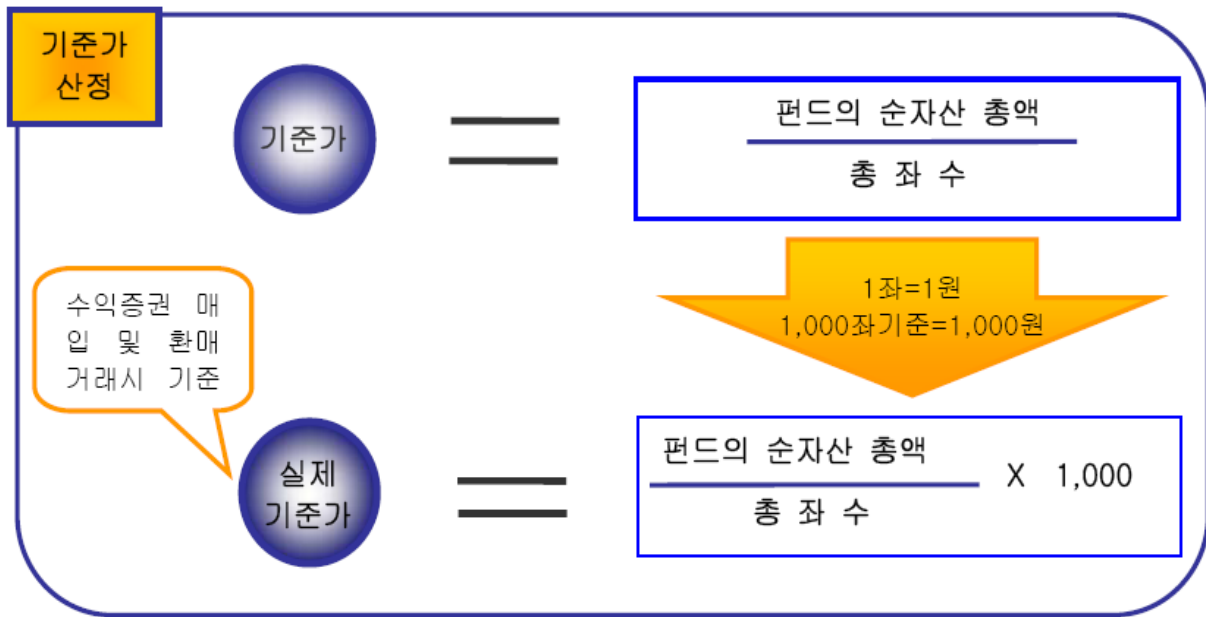 기준가
산정
기준가
펀드의 순자산 총액
총 좌 수
1좌=1원
1,000좌기준=1,000원
수익증권 매
입 및 환매
거래시 기준
실제
기준가
펀드의 순자산 총액
총 좌 수
X 1,000